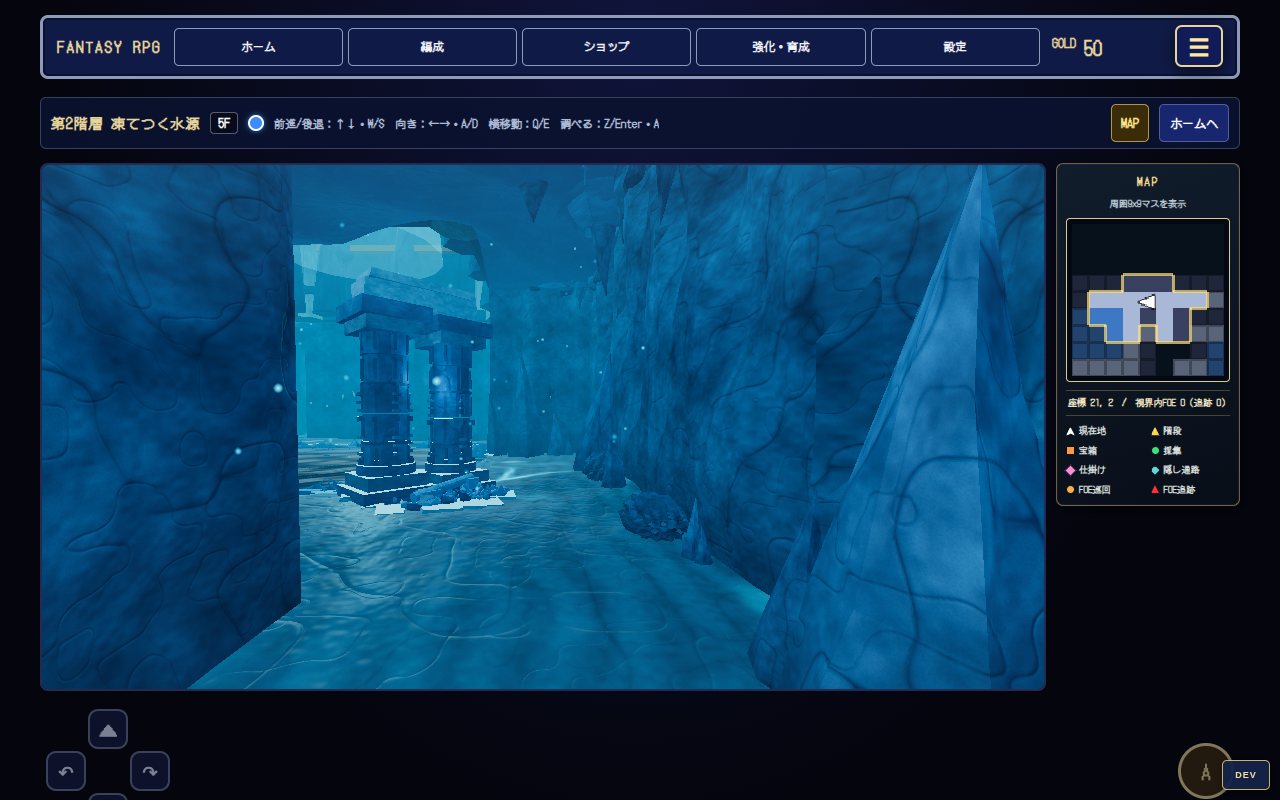 FANTASY RPG
ホーム
編成
ショップ
強化・育成
設定
GOLD 50
第2階層 凍てつく水源
5F
前進/後退：↑↓・W/S 向き：←→・A/D 横移動：Q/E 調べる：Z/Enter・A
MAP
ホームへ
MAP
周囲9x9マスを表示
座標 21, 2 / 視界内FOE 0 (追跡 0)
現在地
階段
宝箱
採集
仕掛け
隠し通路
FOE巡回
FOE追跡
A
DEV